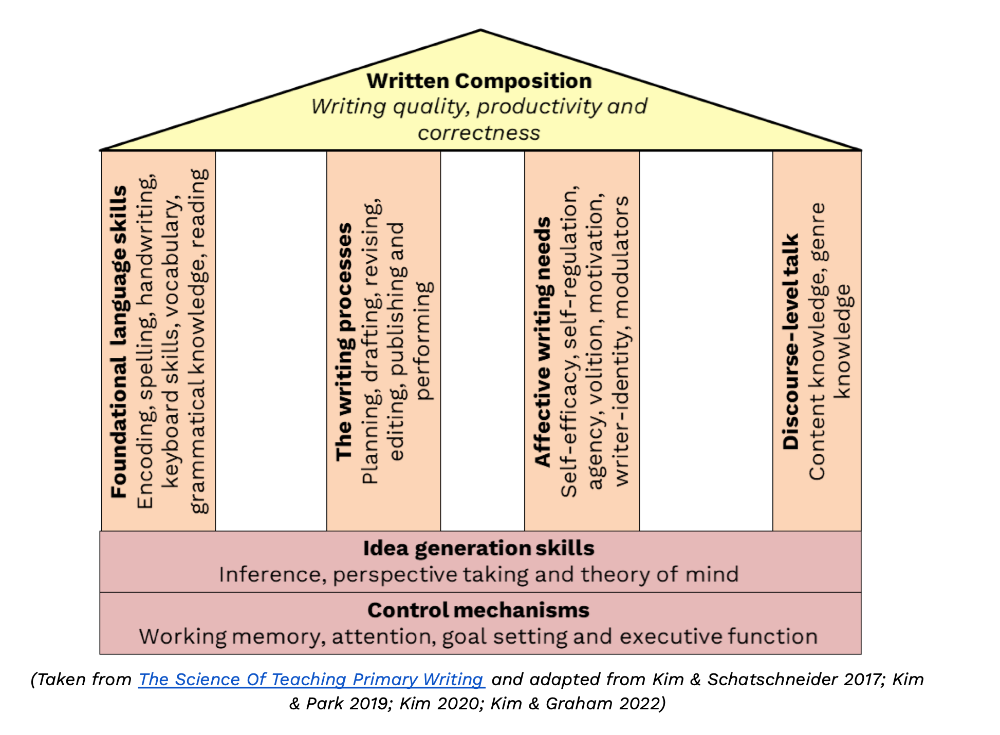 Written Composition
Writing quality, productivity and
correctness
Foundational language skills
Encoding, spelling, handwriting,
keyboard skills, vocabulary,
grammatical knowledge, reading
The writing processes
Planning, drafting, revising,
editing, publishing and
performing
Affective writing needs
Self-efficacy, self-regulation,
agency, volition, motivation,
writer-identity, modulators
Discourse-level talk
Content knowledge, genre
knowledge
Idea generation skills
Inference, perspective taking and theory of mind
Control mechanisms
Working memory, attention, goal setting and executive function
(Taken from The Science Of Teaching Primary Writing and adapted from Kim & Schatschneider 2017; Kim
& Park 2019; Kim 2020; Kim & Graham 2022)